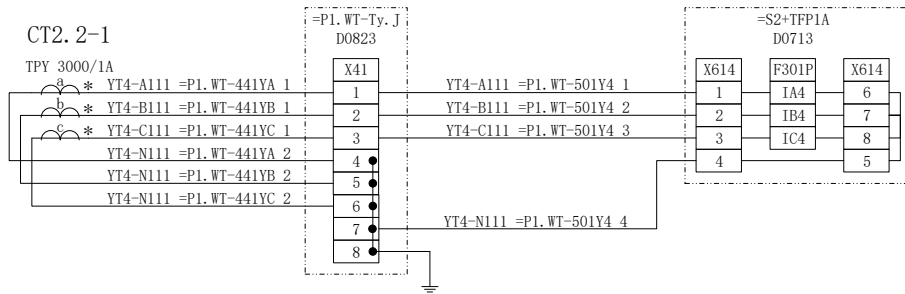 =P1.WT-Ty.J
D0823
=S2+TFP1A
D0713
CT2.2-1
TPY 3000/1A
X41
X614
F301P
X614
a * YT4-A111 =P1.WT-441YA 1
1
YT4-A111 =P1.WT-501Y4 1
1
IA4
6
b * YT4-B111 =P1.WT-441YB 1
2
YT4-B111 =P1.WT-501Y4 2
2
IB4
7
c * YT4-C111 =P1.WT-441YC 1
3
YT4-C111 =P1.WT-501Y4 3
3
IC4
8
YT4-N111 =P1.WT-441YA 2
4
4
5
YT4-N111 =P1.WT-441YB 2
5
YT4-N111 =P1.WT-441YC 2
6
7
YT4-N111 =P1.WT-501Y4 4
8